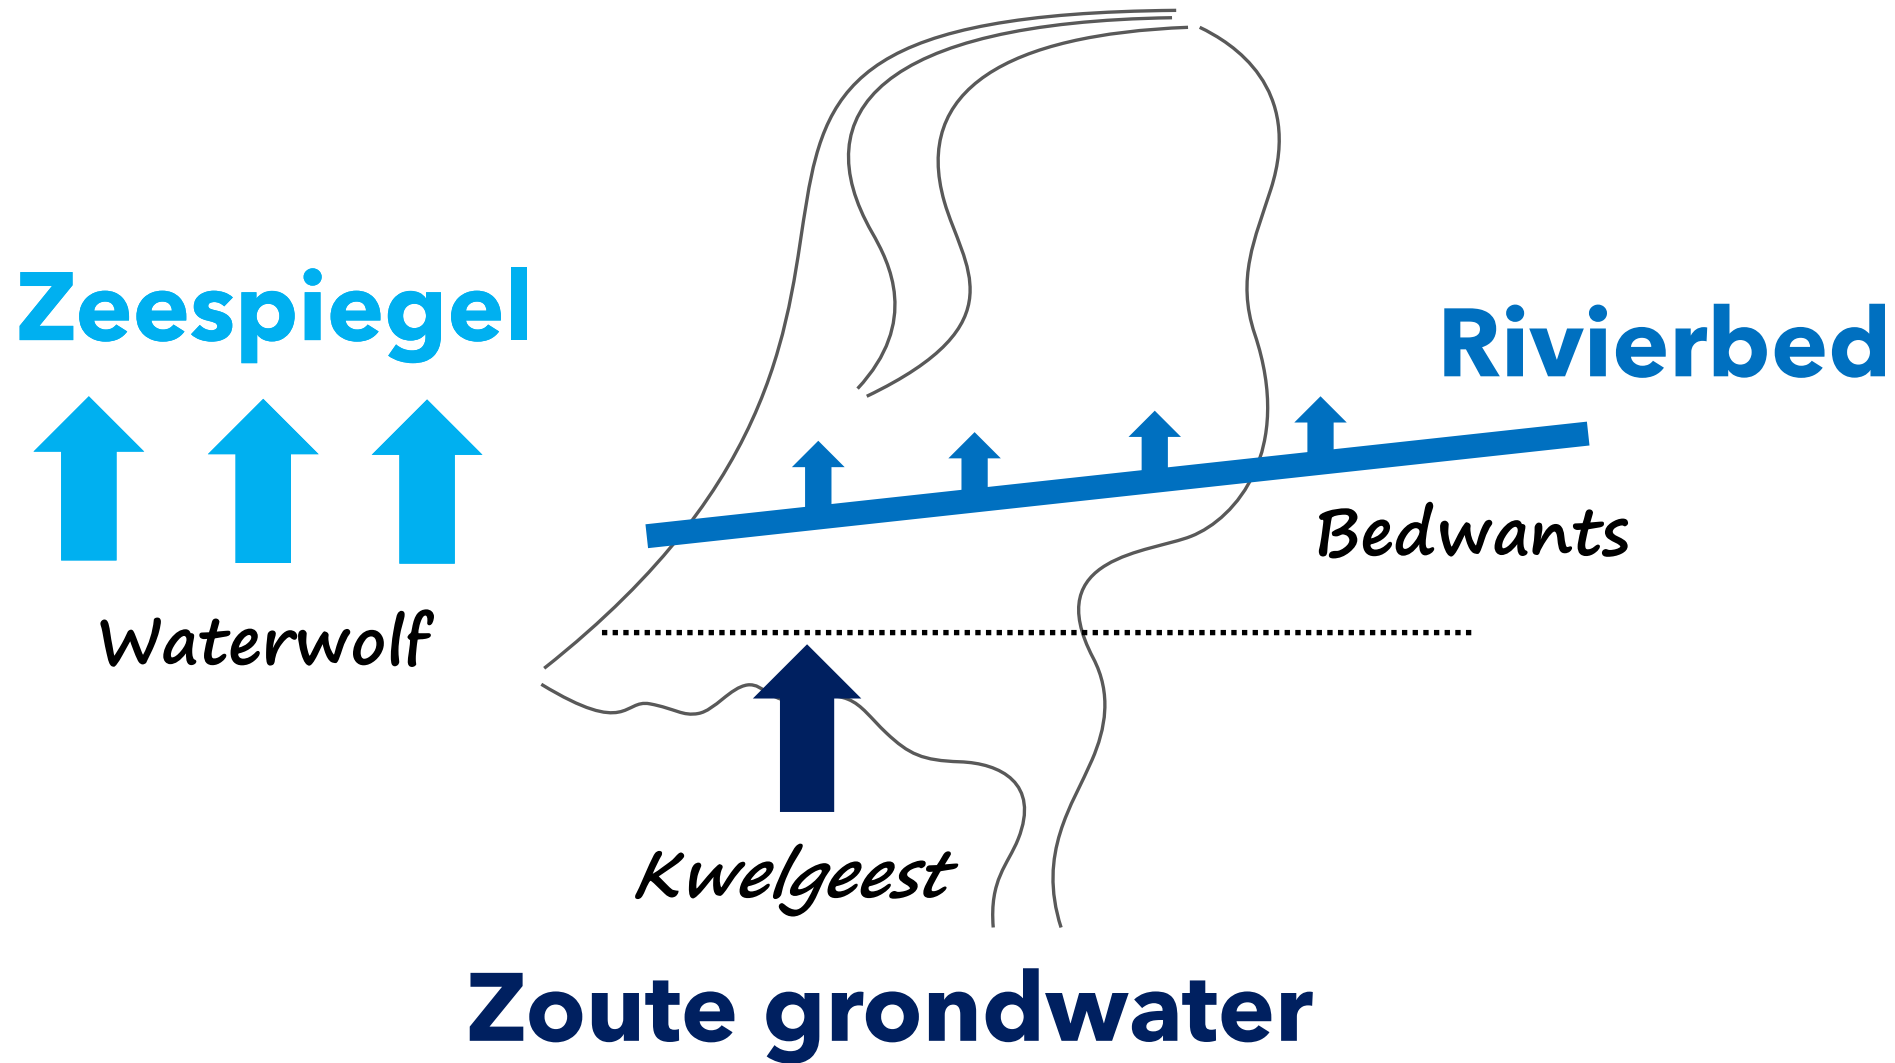 Zeespiegel
Rivierbed
Bedwants
Waterwolf
Kwelgeest
Zoute grondwater